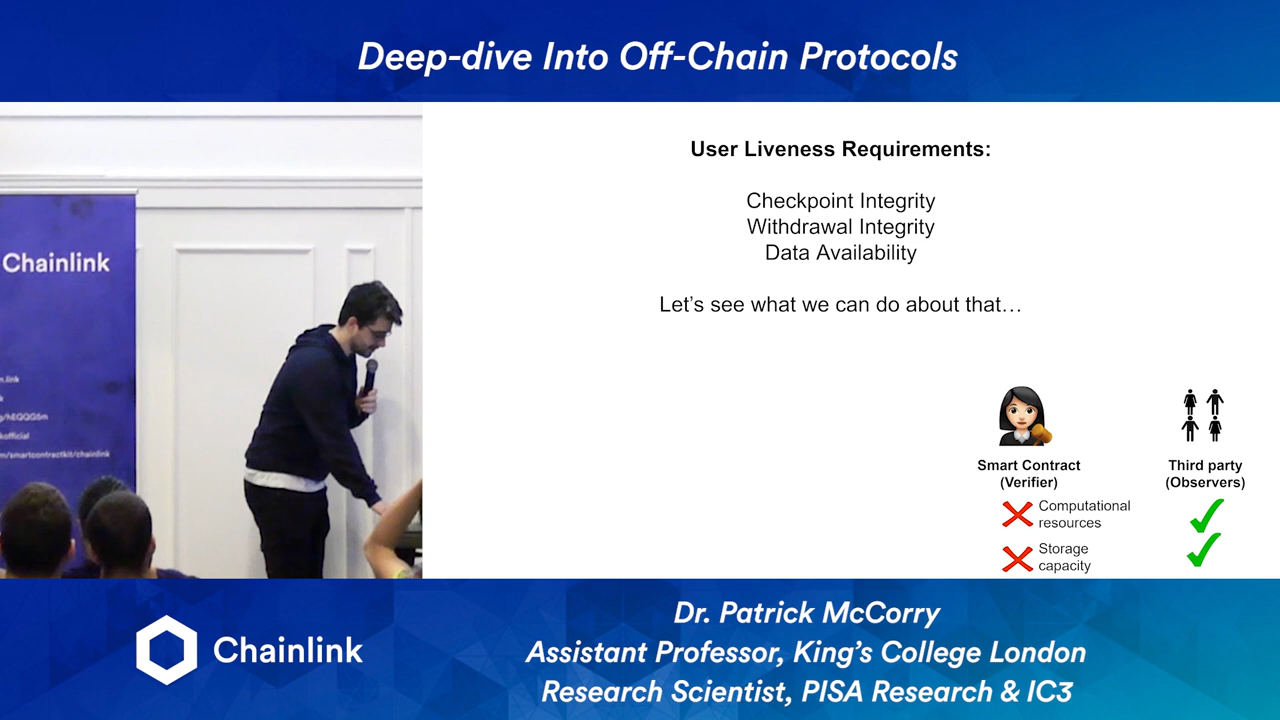 Deep-dive Into Off-Chain Protocols
Chainlink
m/smartcontractkit/chainlink
User Liveness Requirements:
Checkpoint Integrity
Withdrawal Integrity
Data Availability
Let's see what we can do about that...
Smart Contract
(Verifier)
Computational
resources
Storage
capacity
Third party
(Observers)
Chainlink
Dr. Patrick McCorry
Assistant Professor, King's College London
Research Scientist, PISA Research & IC3